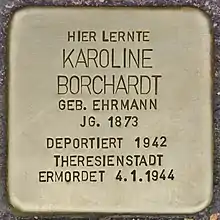 HIER LERNTE
KAROLINE
BORCHARDT
GEB. EHRMANN
JG. 1873
DEPORTIERT 1942
THERESIENSTADT
ERMORDET 4.1.1944